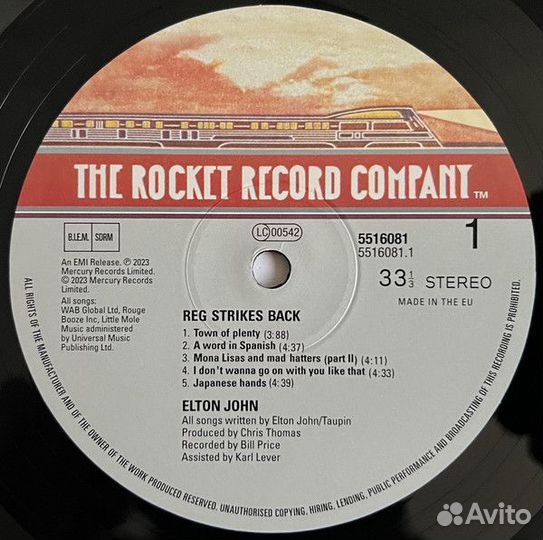 THE ROCKET RECORD COMPANY TM
B.I.E.M. SDRM
LC 00542
5516081
5516081.1
1
An EMI Release. ℗ 2023
Mercury Records Limited.
© 2023 Mercury
Records Limited.
33 1/3 STEREO
MADE IN THE EU
All songs:
WAB Global Ltd, Rouge
Booze Inc, Little Mole
Music administered
by Universal Music
Publishing Ltd.
REG STRIKES BACK
1. Town of plenty (3:88)
2. A word in Spanish (4:37)
3. Mona Lisas and mad hatters (part II) (4:11)
4. I don't wanna go on with you like that (4:33)
5. Japanese hands (4:39)
ELTON JOHN
All songs written by Elton John/Taupin
Produced by Chris Thomas
Recorded by Bill Price
Assisted by Karl Lever
ALL RIGHTS OF THE MANUFACTURER AND OF THE OWNER OF THE WORK PRODUCED RESERVED. UNAUTHORISED COPYING, HIRING, LENDING, PUBLIC PERFORMANCE AND BROADCASTING OF THIS RECORDING IS PROHIBITED.
Avito